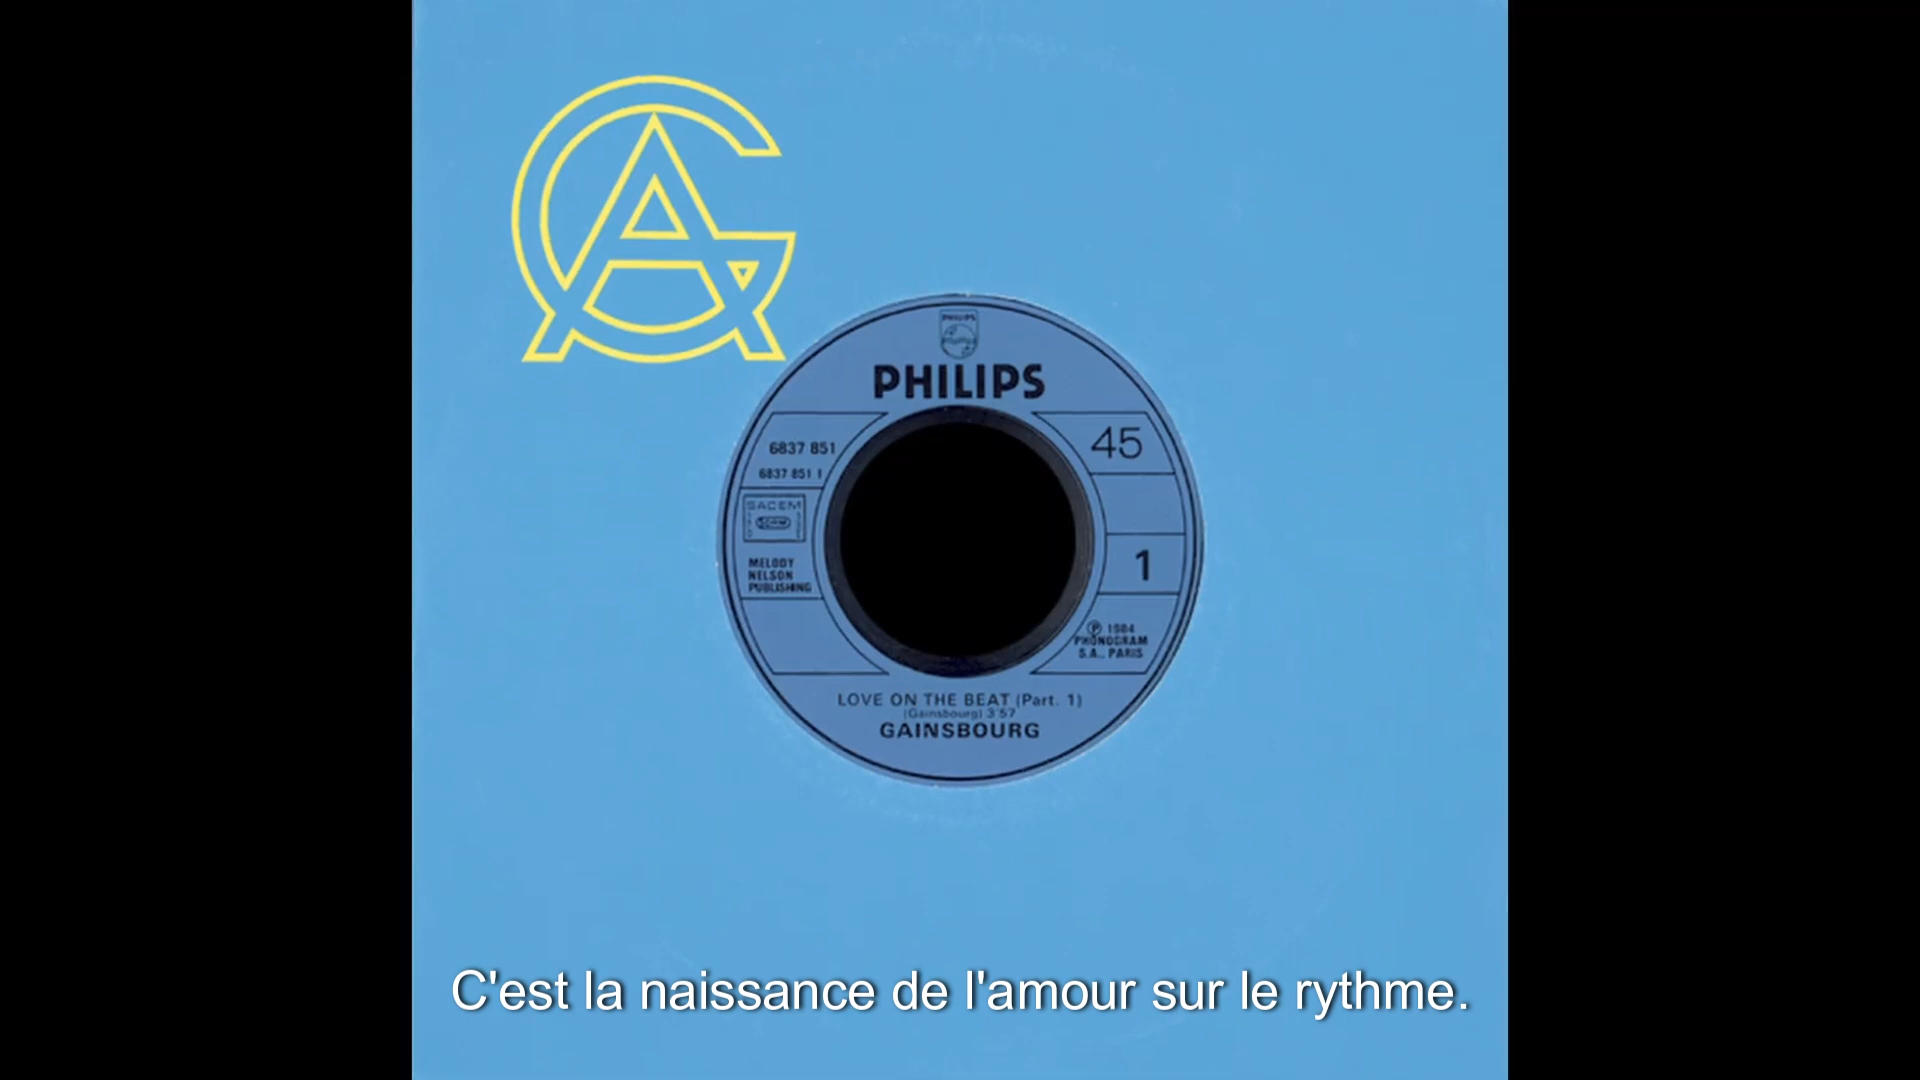 PHILIPS
PHILIPS
6837 851
6837 851 1
45
SACEM
1
MELODY
NELSON
PUBLISHING
℗ 1984
PHONOGRAM
S.A., PARIS
LOVE ON THE BEAT (Part. 1)
(Gainsbourg) 3'57
GAINSBOURG
C'est la naissance de l'amour sur le rythme.